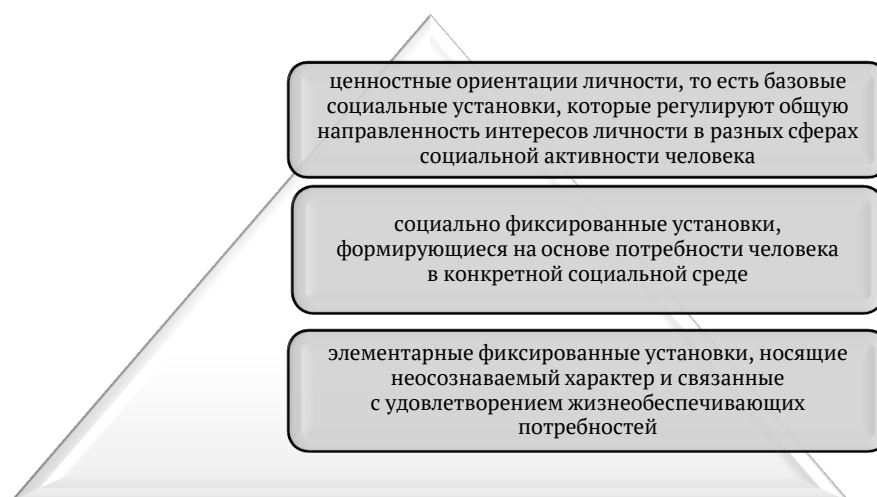 ценностные ориентации личности, то есть базовые
социальные установки, которые регулируют общую
направленность интересов личности в разных сферах
социальной активности человека
социально фиксированные установки,
формирующиеся на основе потребности человека
в конкретной социальной среде
элементарные фиксированные установки, носящие
неосознаваемый характер и связанные
с удовлетворением жизнеобеспечивающих
потребностей